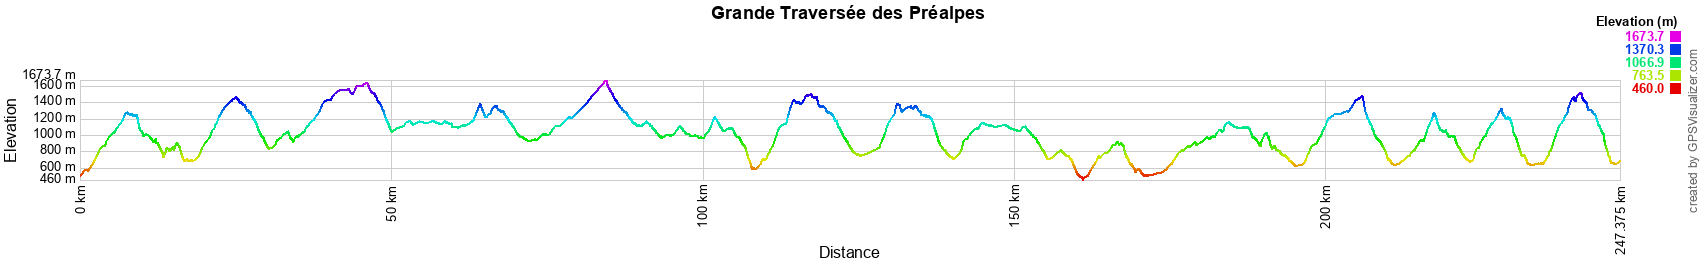 Grande Traversée des Préalpes
Elevation (m)
1673.7
1370.3
1066.9
763.5
460.0
Elevation
1673.7 m
1600 m
1400 m
1200 m
1000 m
800 m
600 m
460 m
0 km
50 km
100 km
150 km
200 km
247.375 km
Distance
created by GPSVisualizer.com